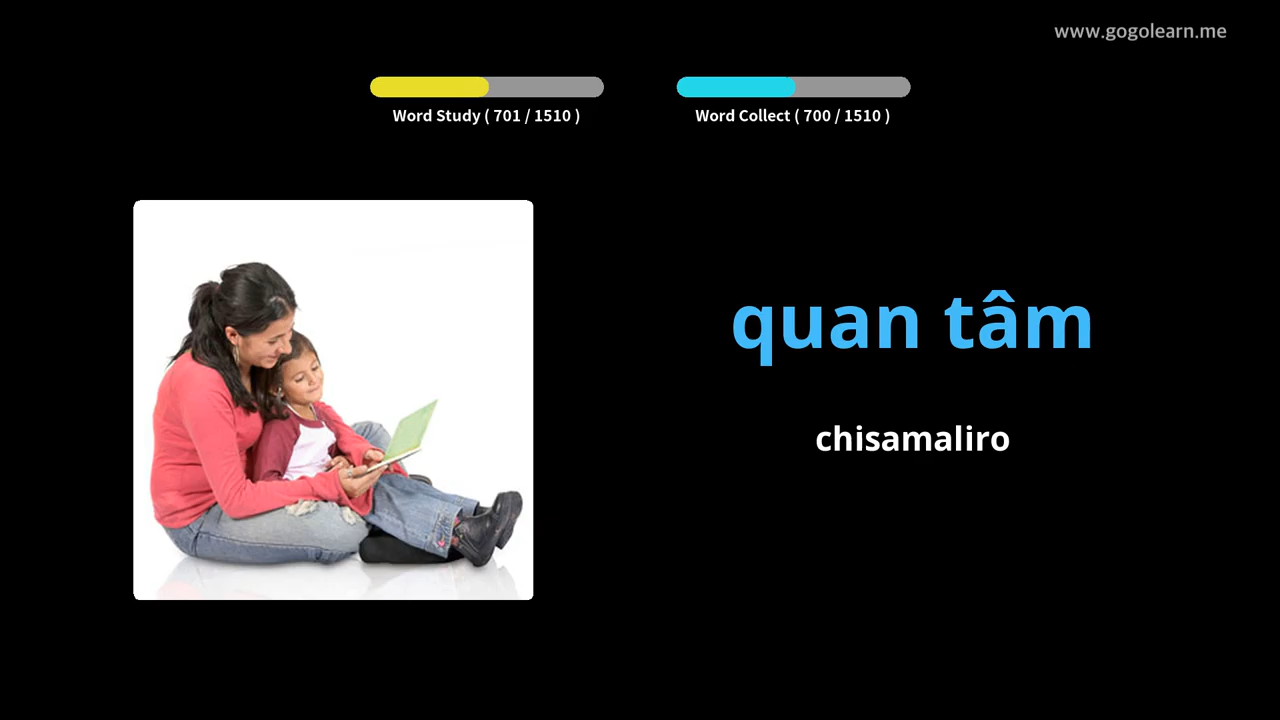 www.gogolearn.me
Word Study ( 701 / 1510 )
Word Collect ( 700 / 1510 )
quan tâm
chisamaliro